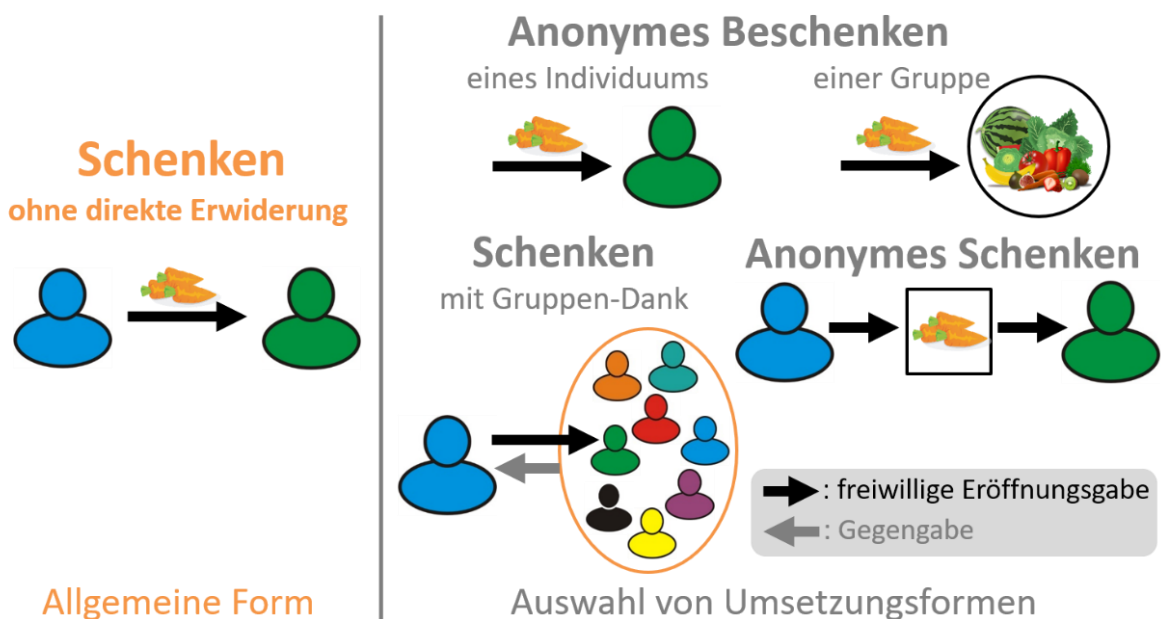 Schenken
ohne direkte Erwiderung
Allgemeine Form
Anonymes Beschenken
eines Individuums
einer Gruppe
Schenken
mit Gruppen-Dank
Anonymes Schenken
: freiwillige Eröffnungsgabe
: Gegengabe
Auswahl von Umsetzungsformen